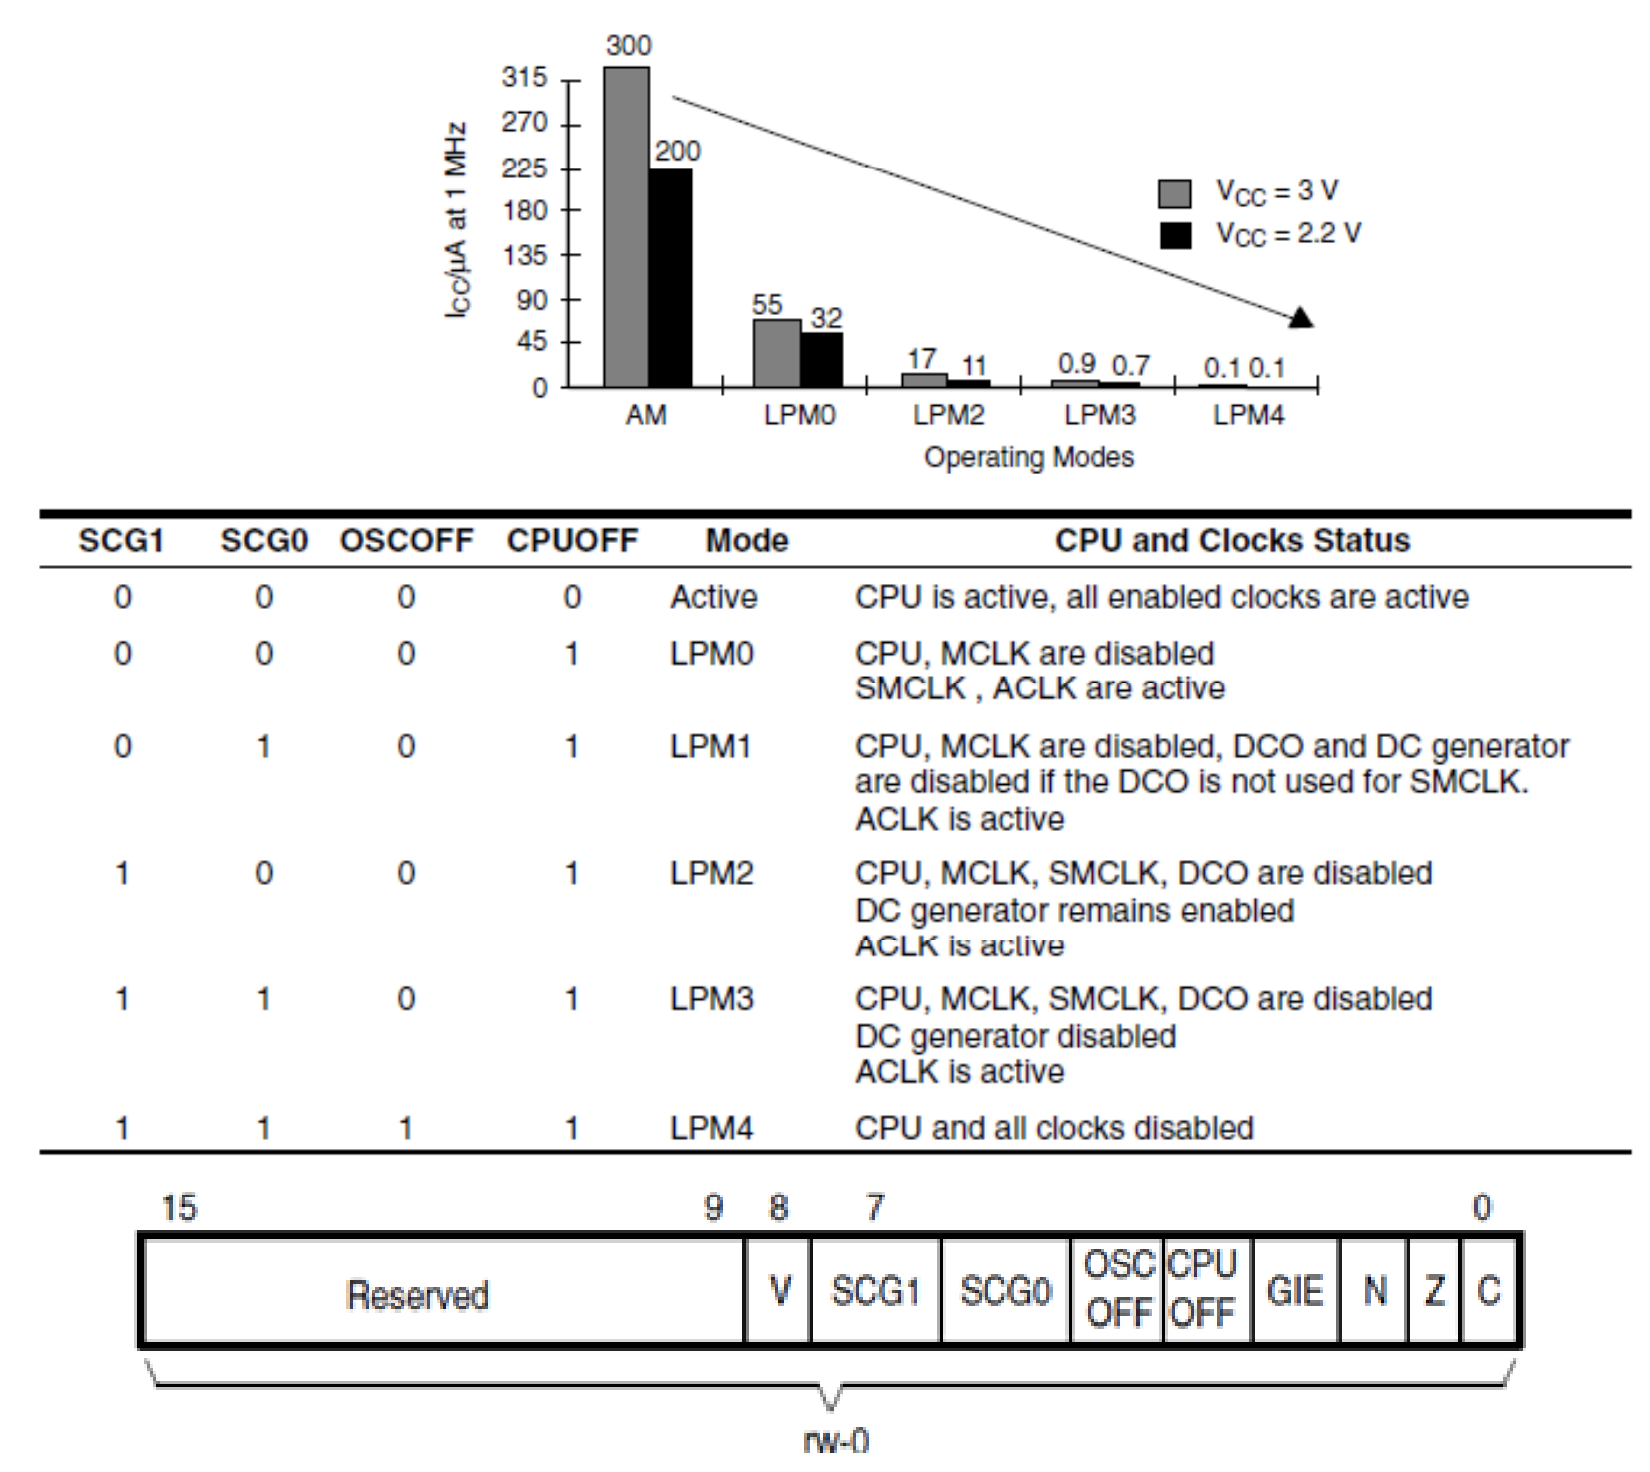 300
315
270
200
225
180
135
90
45
0
I_CC/µA at 1 MHz
V_CC = 3 V
V_CC = 2.2 V
55
32
17
11
0.9
0.7
0.1
0.1
AM
LPM0
LPM2
LPM3
LPM4
Operating Modes
SCG1 SCG0 OSCOFF CPUOFF Mode CPU and Clocks Status
0 0 0 0 Active CPU is active, all enabled clocks are active
0 0 0 1 LPM0 CPU, MCLK are disabled
SMCLK , ACLK are active
0 1 0 1 LPM1 CPU, MCLK are disabled, DCO and DC generator
are disabled if the DCO is not used for SMCLK.
ACLK is active
1 0 0 1 LPM2 CPU, MCLK, SMCLK, DCO are disabled
DC generator remains enabled
ACLK is active
1 1 0 1 LPM3 CPU, MCLK, SMCLK, DCO are disabled
DC generator disabled
ACLK is active
1 1 1 1 LPM4 CPU and all clocks disabled
15 9 8 7 0
Reserved
V
SCG1
SCG0
OSC
OFF
CPU
OFF
GIE
N
Z
C
rw-0